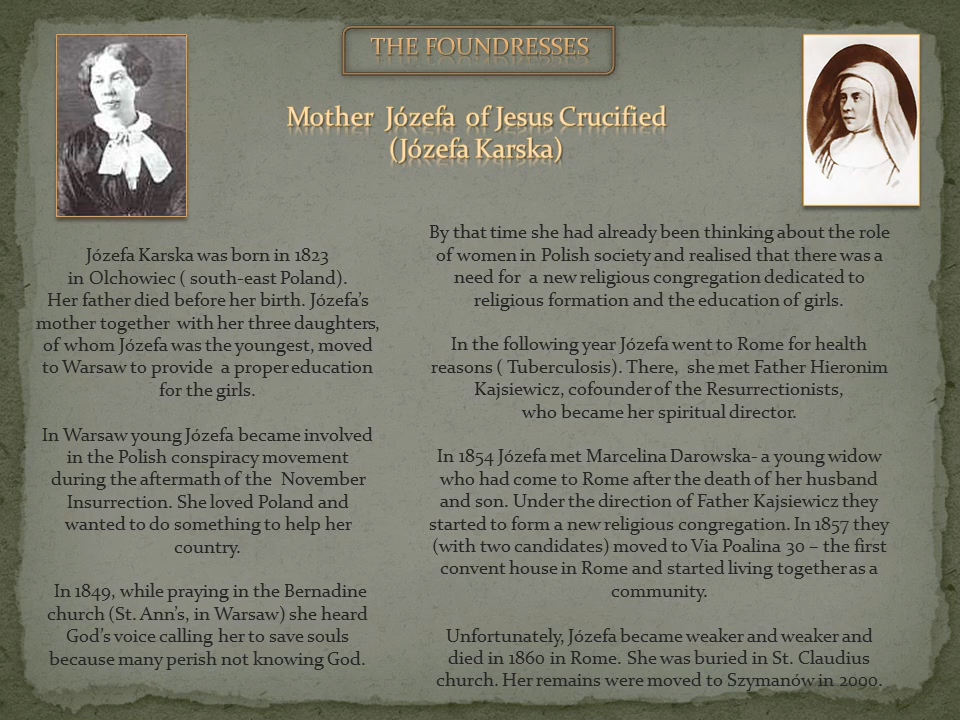 THE FOUNDRESSES
Mother Józefa of Jesus Crucified
(Józefa Karska)
Józefa Karska was born in 1823
in Olchowiec ( south-east Poland).
Her father died before her birth. Józefa's
mother together with her three daughters,
of whom Józefa was the youngest, moved
to Warsaw to provide a proper education
for the girls.
In Warsaw young Józefa became involved
in the Polish conspiracy movement
during the aftermath of the November
Insurrection. She loved Poland and
wanted to do something to help her
country.
In 1849, while praying in the Bernadine
church (St. Ann's, in Warsaw) she heard
God's voice calling her to save souls
because many perish not knowing God.
By that time she had already been thinking about the role
of women in Polish society and realised that there was a
need for a new religious congregation dedicated to
religious formation and the education of girls.
In the following year Józefa went to Rome for health
reasons ( Tuberculosis). There, she met Father Hieronim
Kajsiewicz, cofounder of the Resurrectionists,
who became her spiritual director.
In 1854 Józefa met Marcelina Darowska- a young widow
who had come to Rome after the death of her husband
and son. Under the direction of Father Kajsiewicz they
started to form a new religious congregation. In 1857 they
(with two candidates) moved to Via Poalina 30 – the first
convent house in Rome and started living together as a
community.
Unfortunately, Józefa became weaker and weaker and
died in 1860 in Rome. She was buried in St. Claudius
church. Her remains were moved to Szymanów in 2090.